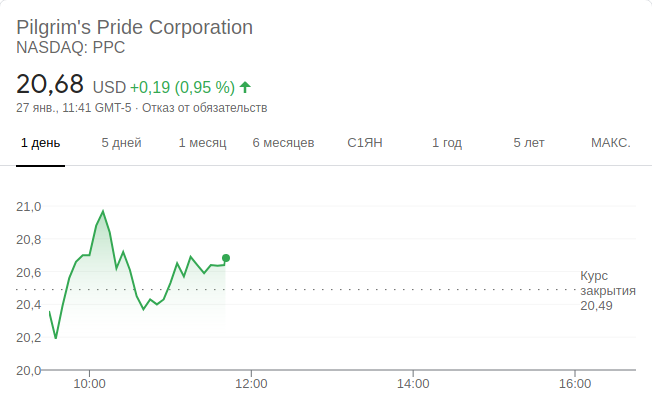 Pilgrim's Pride Corporation
NASDAQ: PPC
20,68 USD +0,19 (0,95 %)
27 янв., 11:41 GMT-5 · Отказ от обязательств
1 день 5 дней 1 месяц 6 месяцев С1ЯН 1 год 5 лет МАКС.
21,0
20,8
20,6
20,4
20,2
20,0
Курс
закрытия
20,49
10:00 12:00 14:00 16:00